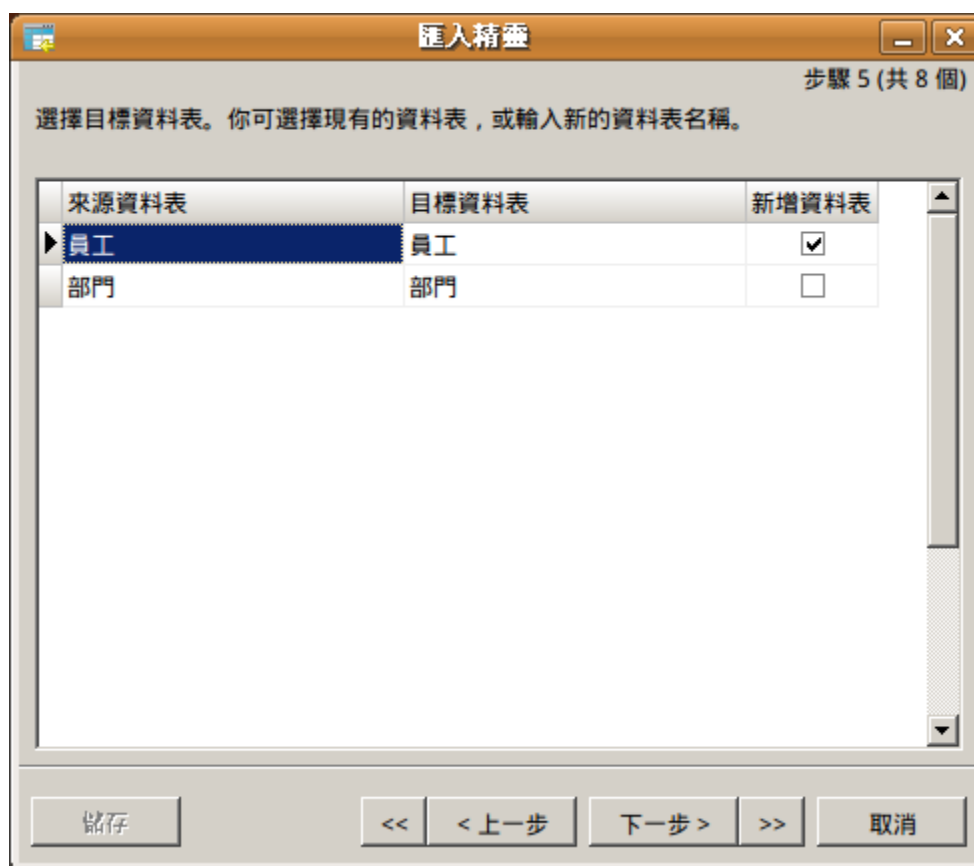 匯入精靈
步驟 5 (共 8 個)
選擇目標資料表。你可選擇現有的資料表，或輸入新的資料表名稱。
來源資料表 目標資料表 新增資料表
員工 員工
部門 部門
儲存 << < 上一步 下一步 > >> 取消